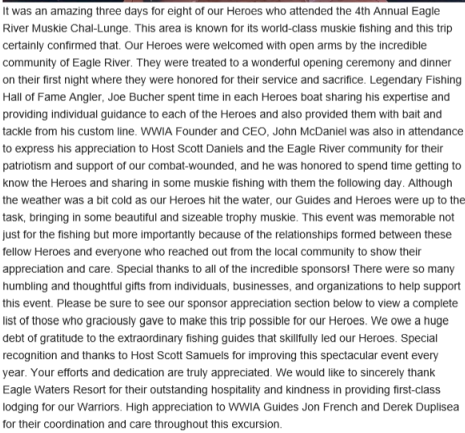 It was an amazing three days for eight of our Heroes who attended the 4th Annual Eagle
River Muskie Chal-Lunge. This area is known for its world-class muskie fishing and this trip
certainly confirmed that. Our Heroes were welcomed with open arms by the incredible
community of Eagle River. They were treated to a wonderful opening ceremony and dinner
on their first night where they were honored for their service and sacrifice. Legendary Fishing
Hall of Fame Angler, Joe Bucher spent time in each Heroes boat sharing his expertise and
providing individual guidance to each of the Heroes and also provided them with bait and
tackle from his custom line. WWIA Founder and CEO, John McDaniel was also in attendance
to express his appreciation to Host Scott Daniels and the Eagle River community for their
patriotism and support of our combat-wounded, and he was honored to spend time getting to
know the Heroes and sharing in some muskie fishing with them the following day. Although
the weather was a bit cold as our Heroes hit the water, our Guides and Heroes were up to the
task, bringing in some beautiful and sizeable trophy muskie. This event was memorable not
just for the fishing but more importantly because of the relationships formed between these
fellow Heroes and everyone who reached out from the local community to show their
appreciation and care. Special thanks to all of the incredible sponsors! There were so many
humbling and thoughtful gifts from individuals, businesses, and organizations to help support
this event. Please be sure to see our sponsor appreciation section below to view a complete
list of those who graciously gave to make this trip possible for our Heroes. We owe a huge
debt of gratitude to the extraordinary fishing guides that skillfully led our Heroes. Special
recognition and thanks to Host Scott Samuels for improving this spectacular event every
year. Your efforts and dedication are truly appreciated. We would like to sincerely thank
Eagle Waters Resort for their outstanding hospitality and kindness in providing first-class
lodging for our Warriors. High appreciation to WWIA Guides Jon French and Derek Duplisea
for their coordination and care throughout this excursion.